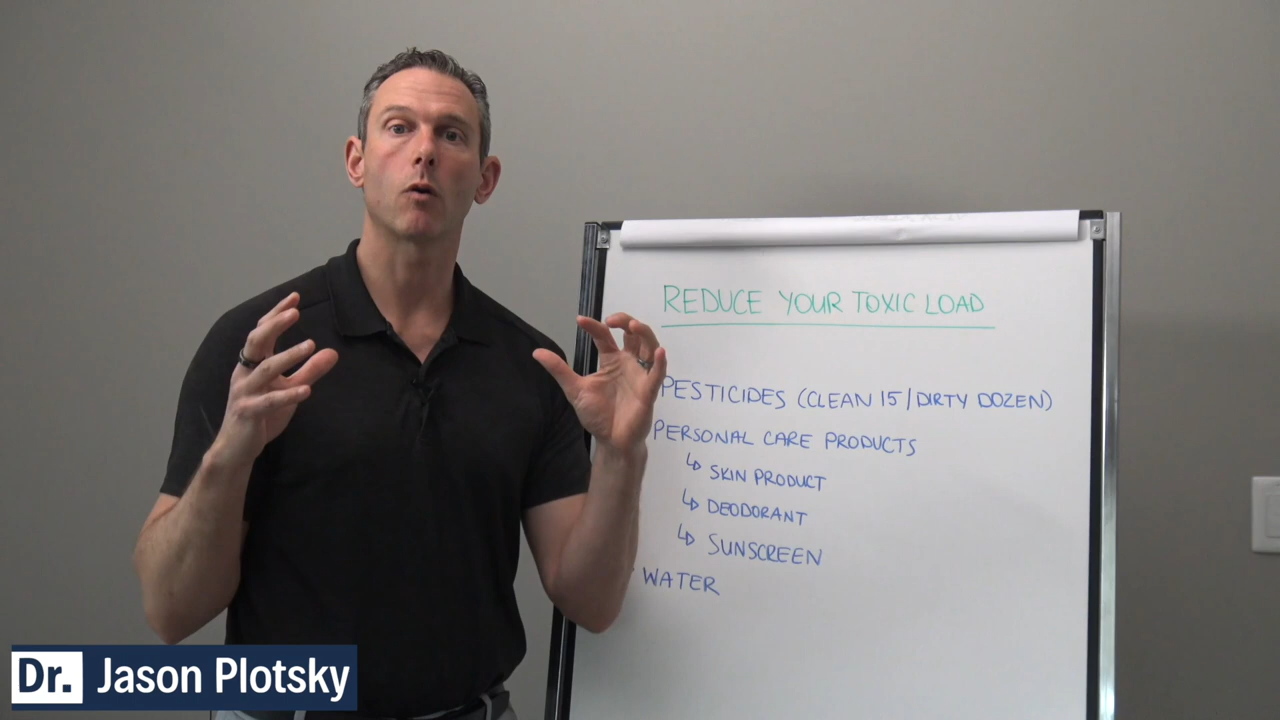 REDUCE YOUR TOXIC LOAD
PESTICIDES (CLEAN 15/DIRTY DOZEN)
PERSONAL CARE PRODUCTS
↳ SKIN PRODUCT
↳ DEODORANT
↳ SUNSCREEN
WATER
Dr. Jason Plotsky